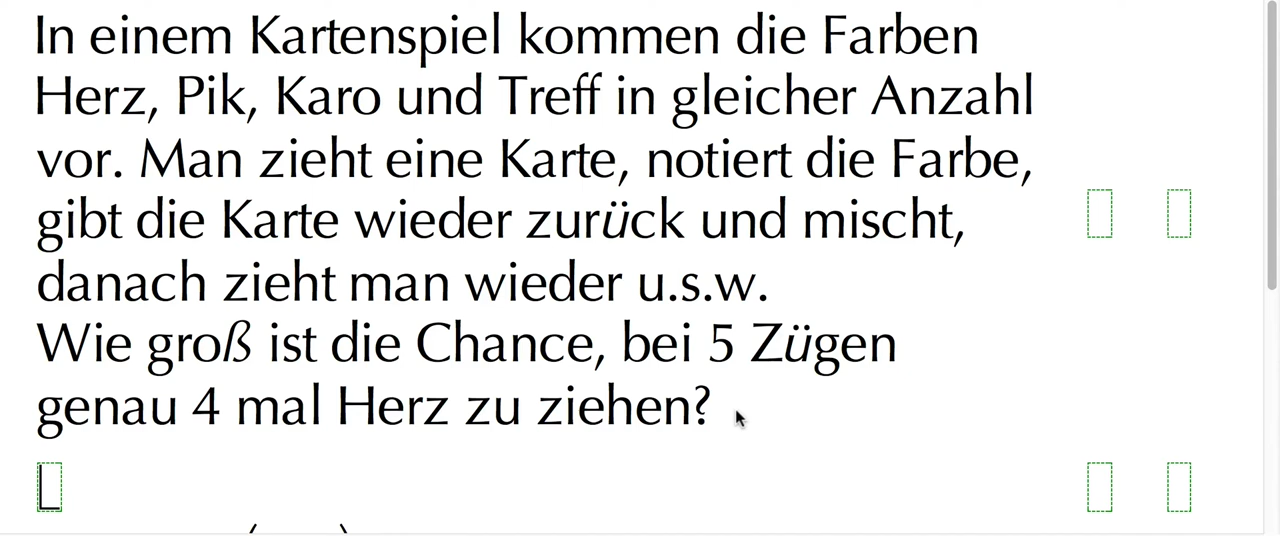 In einem Kartenspiel kommen die Farben
Herz, Pik, Karo und Treff in gleicher Anzahl
vor. Man zieht eine Karte, notiert die Farbe,
gibt die Karte wieder zurück und mischt,
danach zieht man wieder u.s.w.
Wie groß ist die Chance, bei 5 Zügen
genau 4 mal Herz zu ziehen?